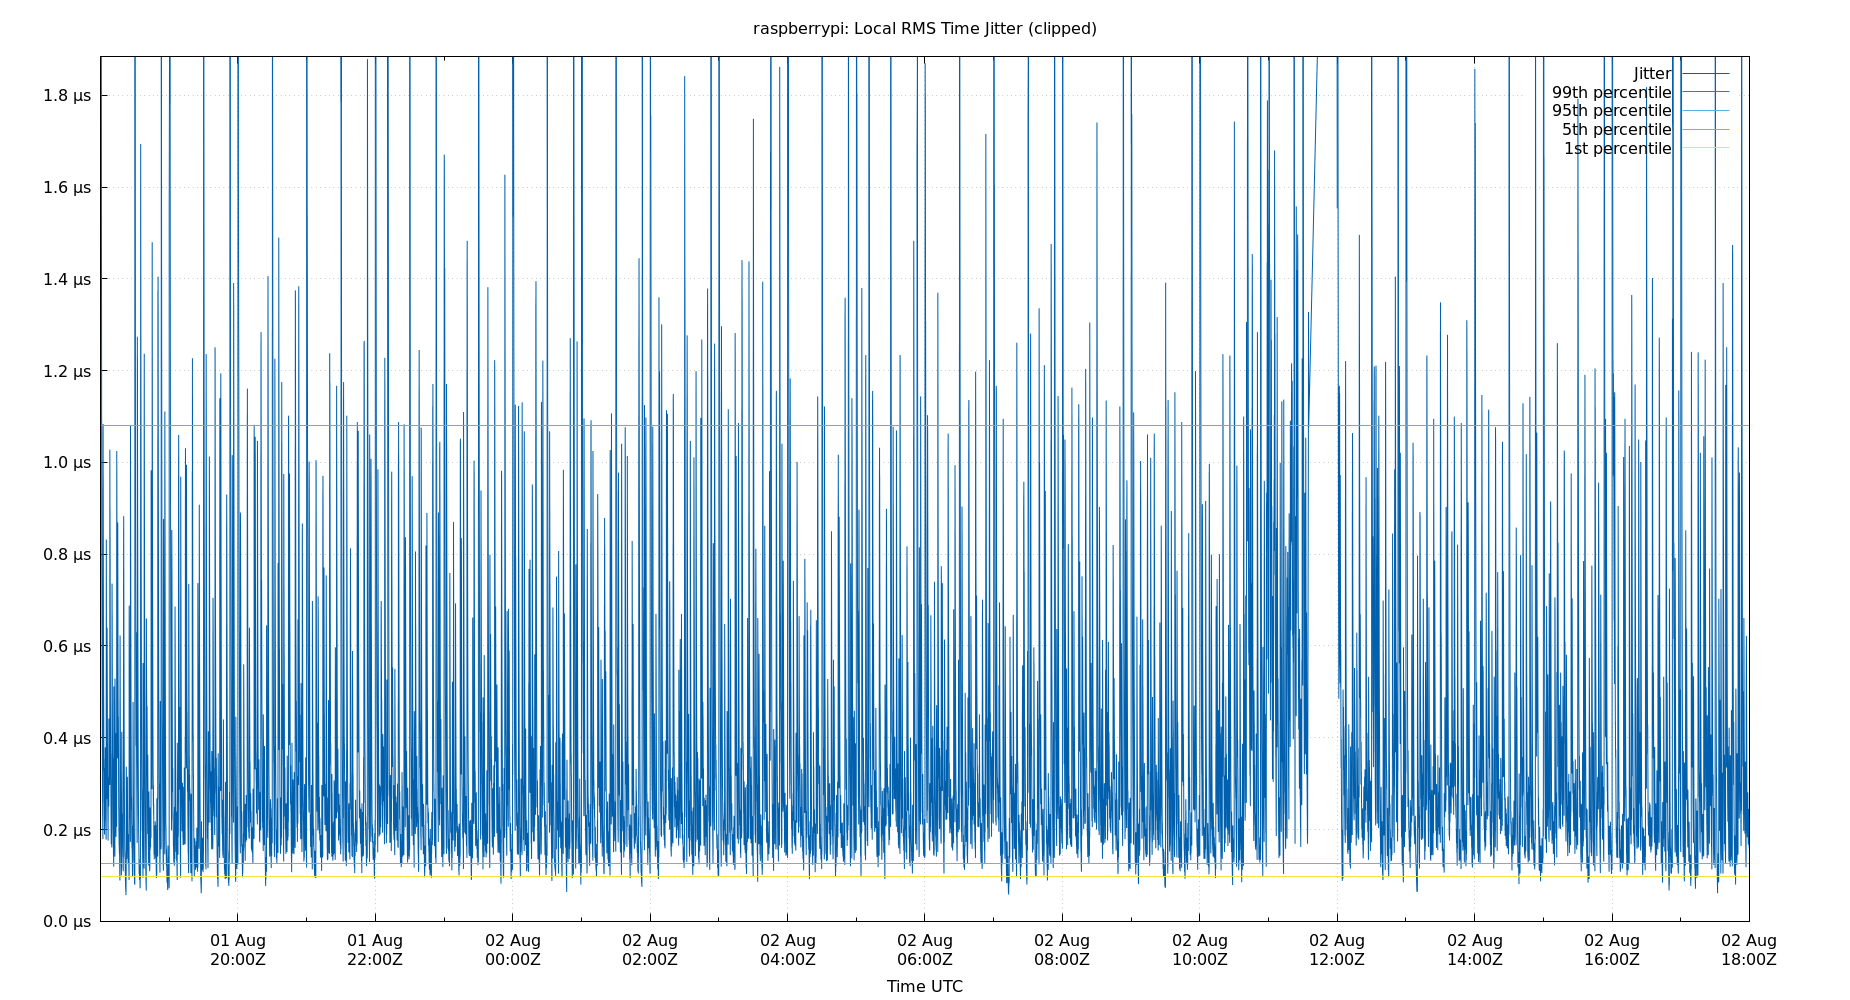 raspberrypi: Local RMS Time Jitter (clipped)
Jitter
99th percentile
95th percentile
5th percentile
1st percentile
1.8 μs
1.6 μs
1.4 μs
1.2 μs
1.0 μs
0.8 μs
0.6 μs
0.4 μs
0.2 μs
0.0 μs
01 Aug 01 Aug 02 Aug 02 Aug 02 Aug 02 Aug 02 Aug 02 Aug 02 Aug 02 Aug 02 Aug 02 Aug
20:00Z 22:00Z 00:00Z 02:00Z 04:00Z 06:00Z 08:00Z 10:00Z 12:00Z 14:00Z 16:00Z 18:00Z
Time UTC